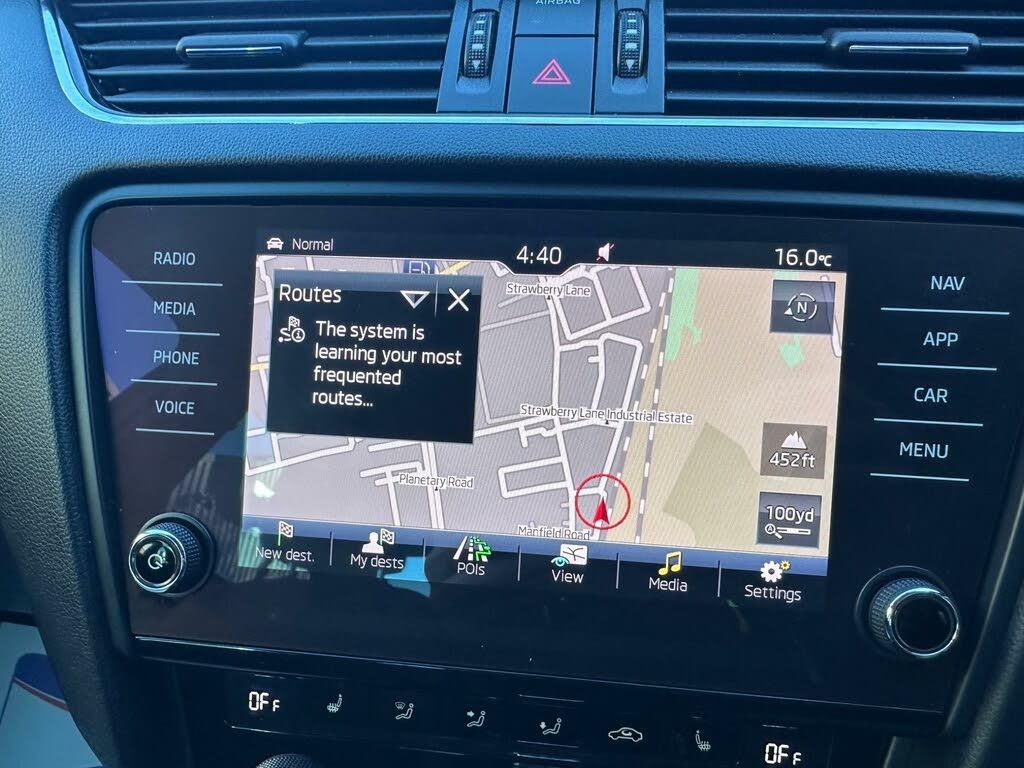 AIRBAG
RADIO
MEDIA
PHONE
VOICE
Normal
4:40
16.0°C
Routes
The system is
learning your most
frequented
routes...
Strawberry Lane
Strawberry Lane Industrial Estate
Planetary Road
Manfield Road
N
452ft
100yd
New dest.
My dests
POIs
View
Media
Settings
NAV
APP
CAR
MENU
OFF
OFF